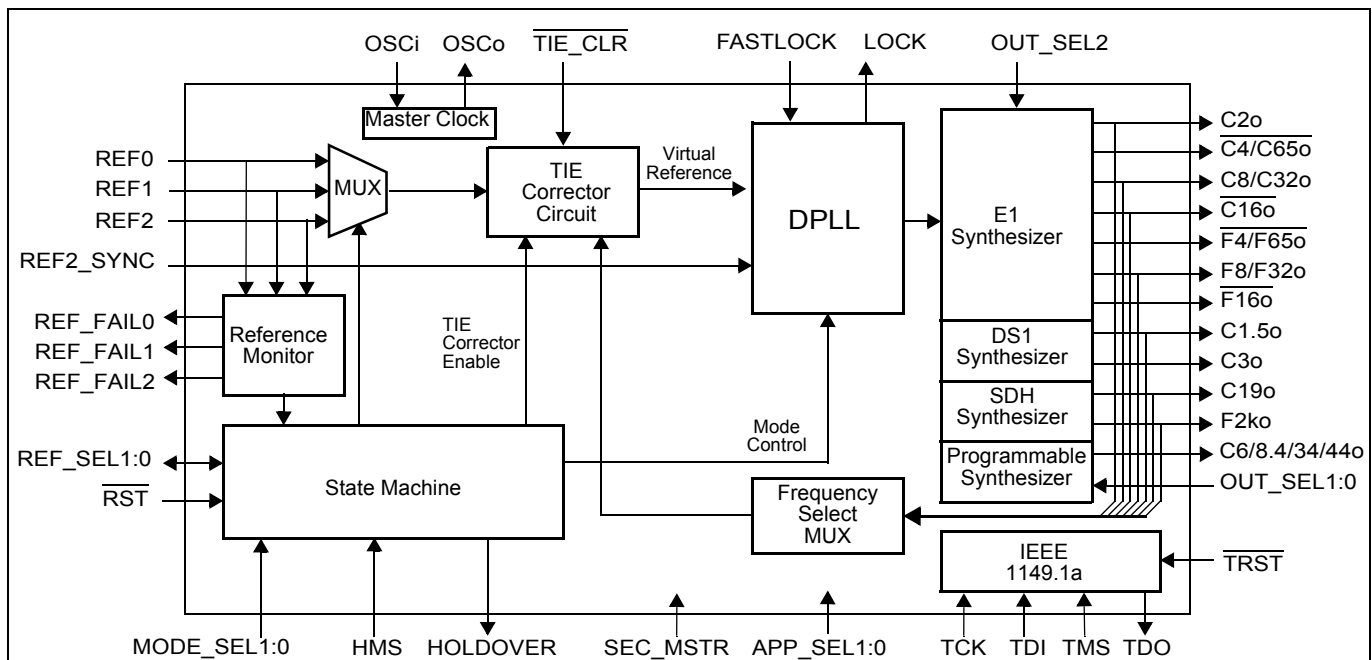 OSCi
OSCo
TIE_CLR
FASTLOCK
LOCK
OUT_SEL2
Master Clock
REF0
REF1
REF2
REF2_SYNC
MUX
TIE
Corrector
Circuit
Virtual
Reference
DPLL
E1
Synthesizer
DS1
Synthesizer
SDH
Synthesizer
Programmable
Synthesizer
C2o
C4/C65o
C8/C32o
C16o
F4/F65o
F8/F32o
F16o
C1.5o
C3o
C19o
F2ko
C6/8.4/34/44o
OUT_SEL1:0
REF_FAIL0
REF_FAIL1
REF_FAIL2
Reference
Monitor
TIE
Corrector
Enable
Mode
Control
REF_SEL1:0
RST
State Machine
Frequency
Select
MUX
IEEE
1149.1a
TRST
MODE_SEL1:0
HMS
HOLDOVER
SEC_MSTR
APP_SEL1:0
TCK
TDI
TMS
TDO